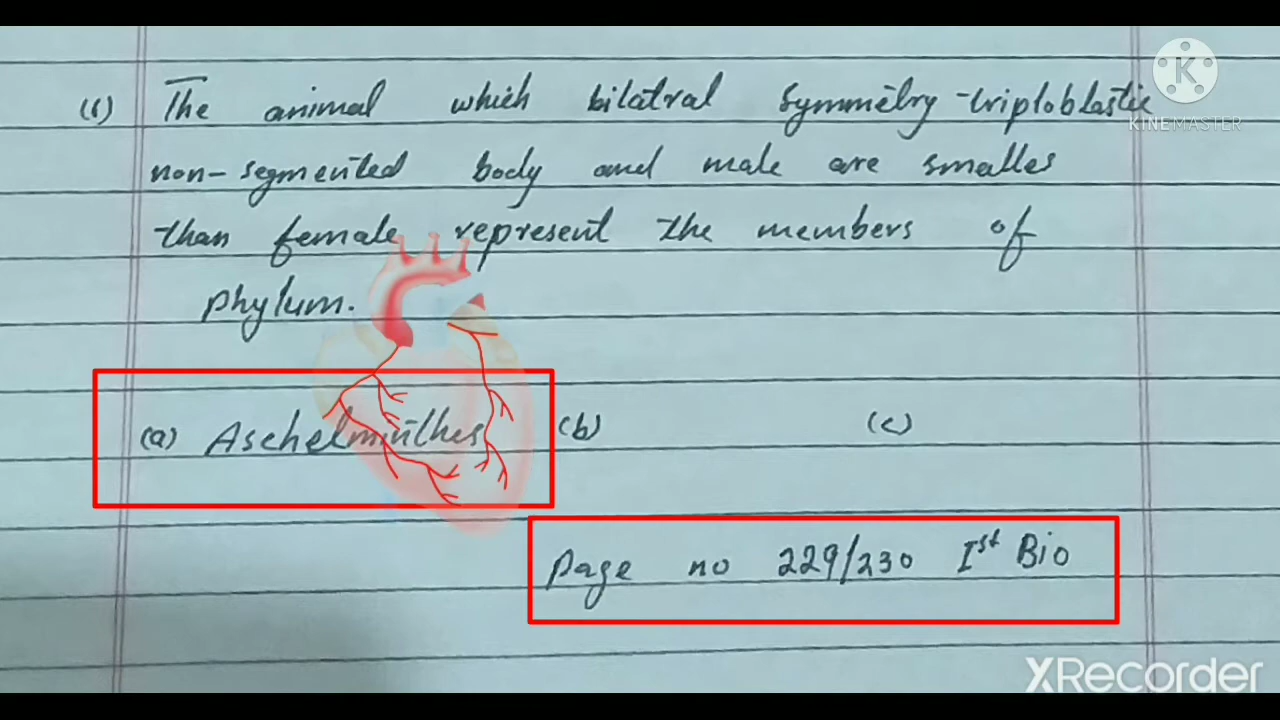 (1) The animal which bilatral symmetry -triploblastic
non-segmented body and male are smalles
than female represent the members of
phylum.
(a) Aschelminthes (b) (c)
Page no 229/230 Ist Bio
K
KINEMASTER
XRecorder